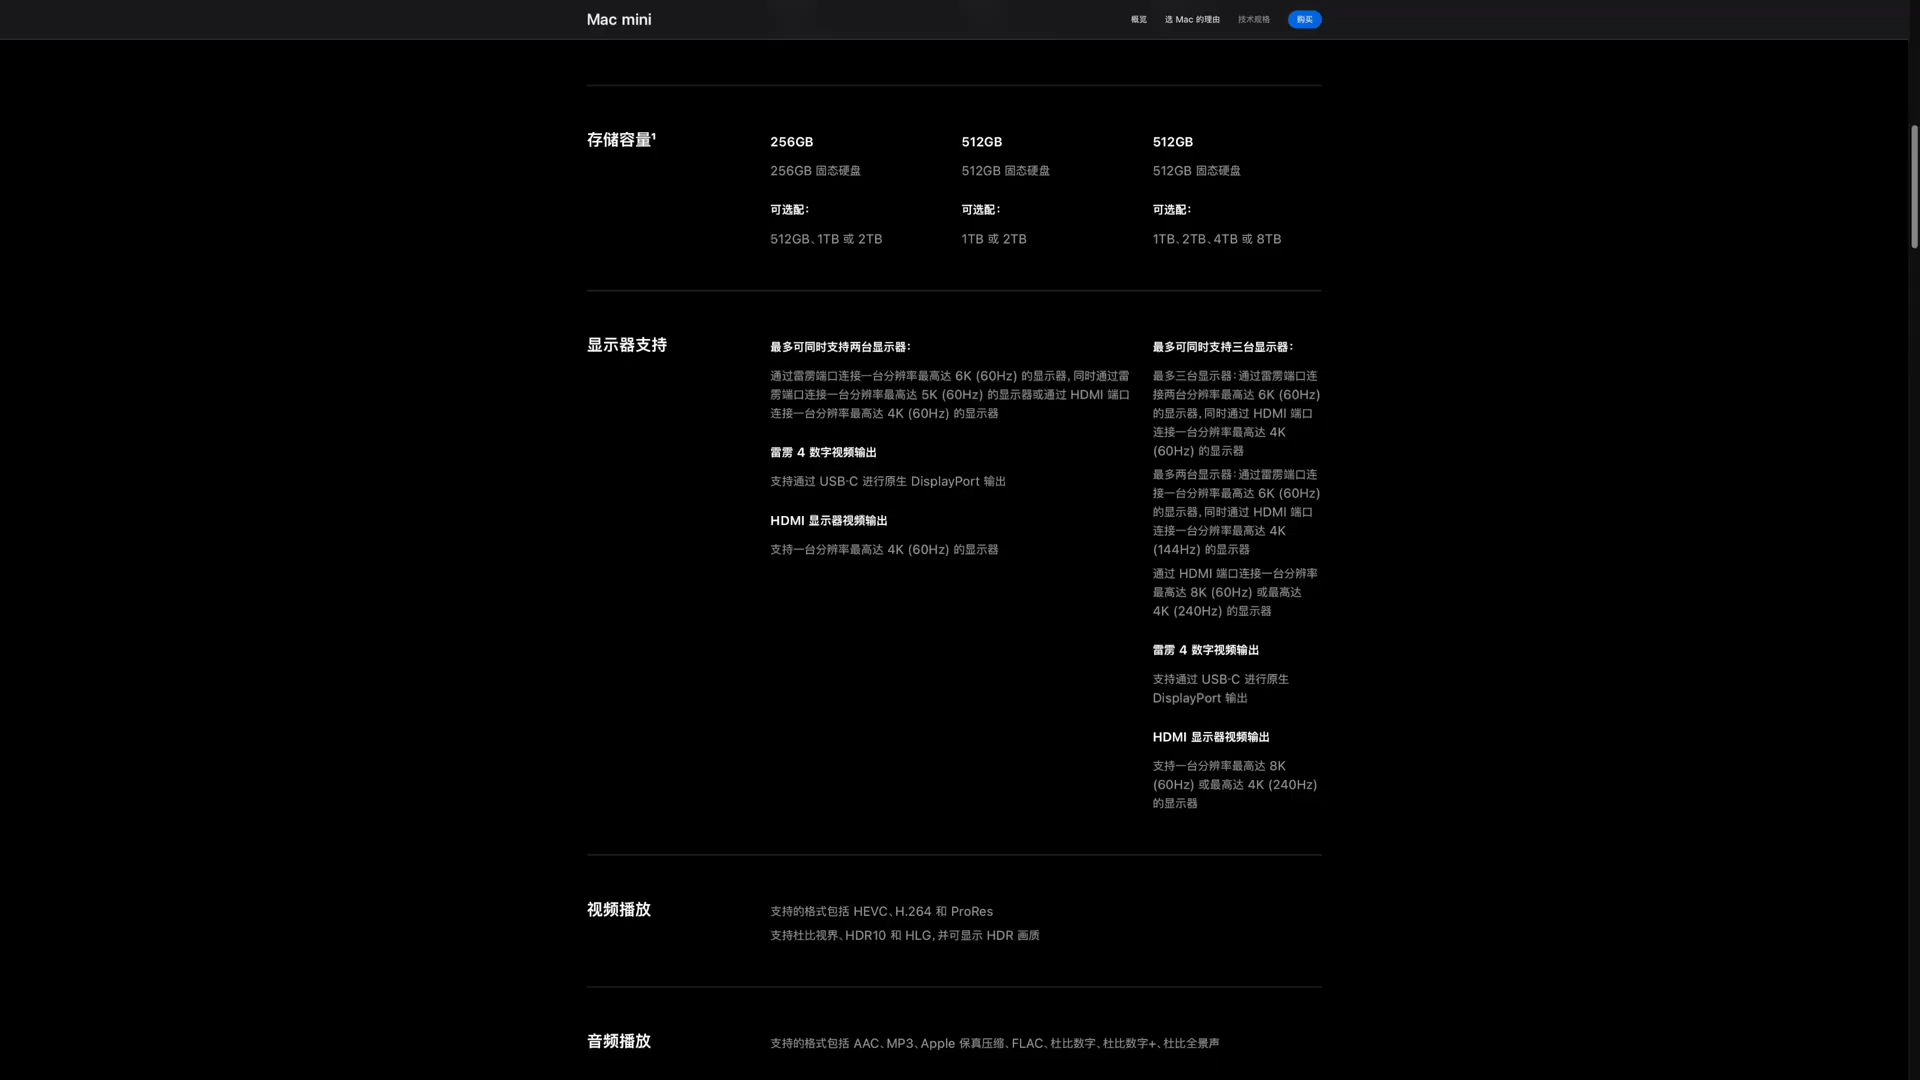 Mac mini
概览
选 Mac 的理由
技术规格
购买
存储容量¹
256GB
256GB 固态硬盘
可选配：
512GB、1TB 或 2TB
512GB
512GB 固态硬盘
可选配：
1TB 或 2TB
512GB
512GB 固态硬盘
可选配：
1TB、2TB、4TB 或 8TB
显示器支持
最多可同时支持两台显示器：
通过雷雳端口连接一台分辨率最高达 6K (60Hz) 的显示器，同时通过雷
雳端口连接一台分辨率最高达 5K (60Hz) 的显示器或通过 HDMI 端口
连接一台分辨率最高达 4K (60Hz) 的显示器
雷雳 4 数字视频输出
支持通过 USB-C 进行原生 DisplayPort 输出
HDMI 显示器视频输出
支持一台分辨率最高达 4K (60Hz) 的显示器
最多可同时支持三台显示器：
最多三台显示器：通过雷雳端口连
接两台分辨率最高达 6K (60Hz)
的显示器，同时通过 HDMI 端口
连接一台分辨率最高达 4K
(60Hz) 的显示器
最多两台显示器：通过雷雳端口连
接一台分辨率最高达 6K (60Hz)
的显示器，同时通过 HDMI 端口
连接一台分辨率最高达 4K
(144Hz) 的显示器
通过 HDMI 端口连接一台分辨率
最高达 8K (60Hz) 或最高达
4K (240Hz) 的显示器
雷雳 4 数字视频输出
支持通过 USB-C 进行原生
DisplayPort 输出
HDMI 显示器视频输出
支持一台分辨率最高达 8K
(60Hz) 或最高达 4K (240Hz)
的显示器
视频播放
支持的格式包括 HEVC、H.264 和 ProRes
支持杜比视界、HDR10 和 HLG，并可显示 HDR 画质
音频播放
支持的格式包括 AAC、MP3、Apple 保真压缩、FLAC、杜比数字、杜比数字+、杜比全景声